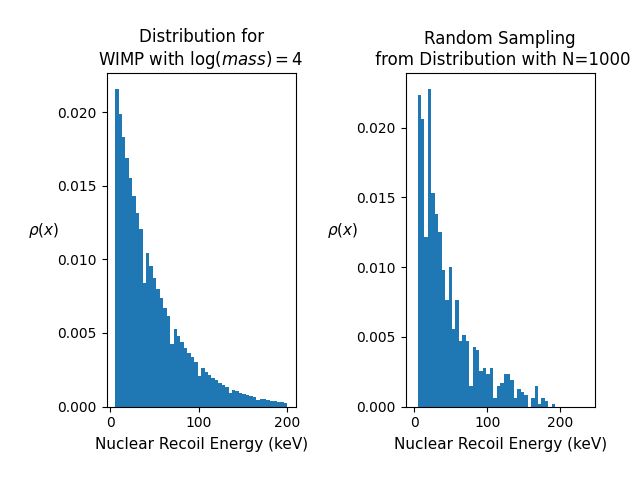 Distribution for
WIMP with log(mass) = 4
0.020
0.015
ρ(x)
0.010
0.005
0.000
0
100
200
Nuclear Recoil Energy (keV)
Random Sampling
from Distribution with N=1000
0.020
0.015
ρ(x)
0.010
0.005
0.000
0
100
200
Nuclear Recoil Energy (keV)